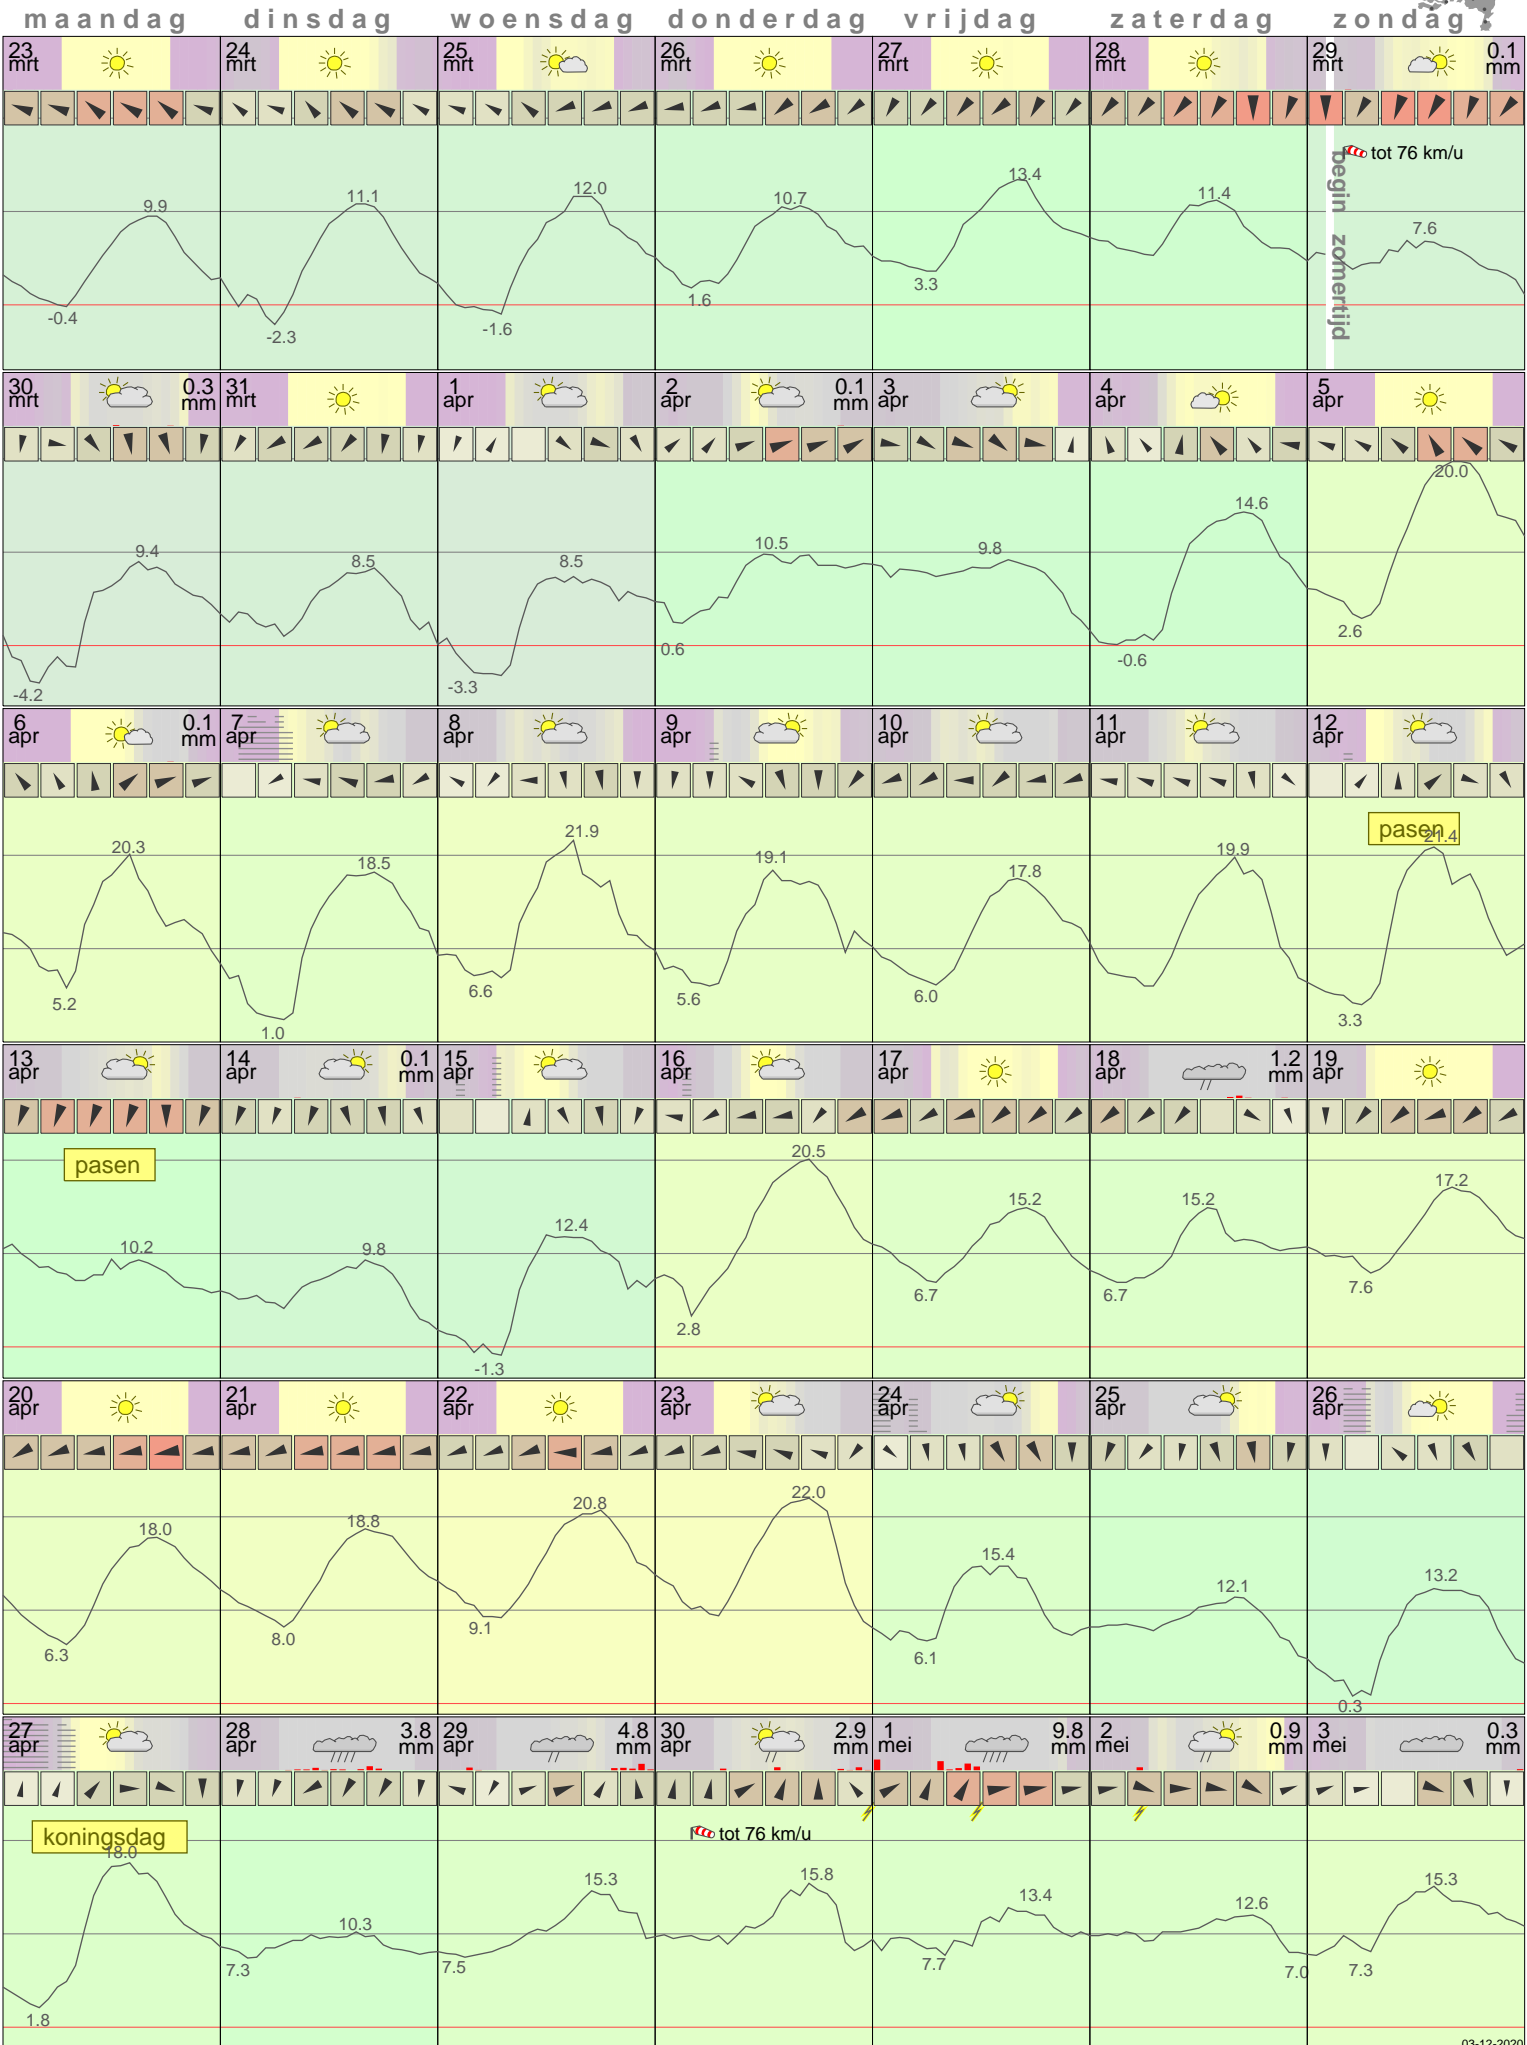 maandag dinsdag woensdag donderdag vrijdag zaterdag zondag
23 mrt 24 mrt 25 mrt 26 mrt 27 mrt 28 mrt 29 mrt 0.1 mm
begin zomertijd
tot 76 km/u
9.9 11.1 12.0 10.7 13.4 11.4 7.6
-0.4 -2.3 -1.6 1.6 3.3
30 mrt 0.3 mm 31 mrt 1 apr 2 apr 0.1 mm 3 apr 4 apr 5 apr
9.4 8.5 8.5 10.5 9.8 14.6 20.0
-4.2 -3.3 0.6 -0.6 2.6
6 apr 0.1 mm 7 apr 8 apr 9 apr 10 apr 11 apr 12 apr
pasen
20.3 18.5 21.9 19.1 17.8 19.9 21.4
5.2 1.0 6.6 5.6 6.0 3.3
13 apr 14 apr 0.1 mm 15 apr 16 apr 17 apr 18 apr 1.2 mm 19 apr
pasen
10.2 9.8 12.4 20.5 15.2 15.2 17.2
-1.3 2.8 6.7 6.7 7.6
20 apr 21 apr 22 apr 23 apr 24 apr 25 apr 26 apr
18.0 18.8 20.8 22.0 15.4 12.1 13.2
6.3 8.0 9.1 6.1 0.3
27 apr 28 apr 3.8 mm 29 apr 4.8 mm 30 apr 2.9 mm 1 mei 9.8 mm 2 mei 0.9 mm 3 mei 0.3 mm
koningsdag
tot 76 km/u
18.0 10.3 15.3 15.8 13.4 12.6 15.3
1.8 7.3 7.5 7.7 7.0 7.3
03-12-2020